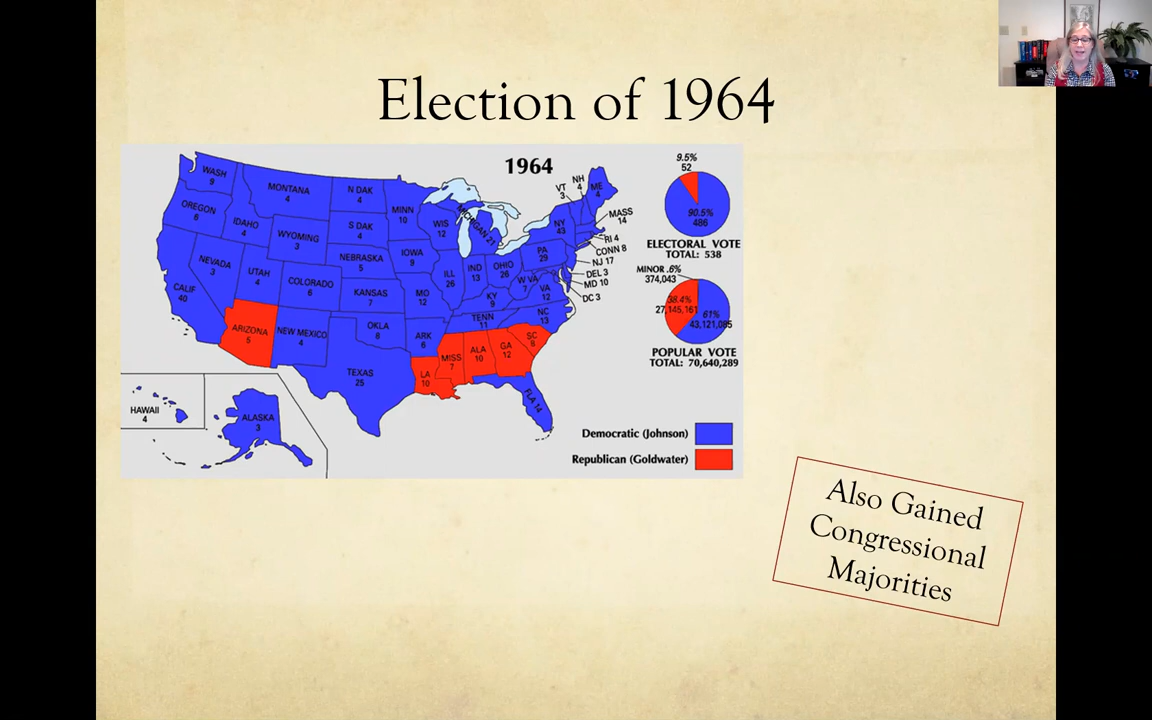 Election of 1964
1964
WASH
9
OREGON
6
CALIF
40
NEVADA
3
IDAHO
4
MONTANA
4
WYOMING
3
UTAH
4
COLORADO
6
ARIZONA
5
NEW MEXICO
4
N DAK
4
S DAK
4
NEBRASKA
5
KANSAS
7
OKLA
8
TEXAS
25
MINN
10
IOWA
9
MO
12
ARK
6
LA
10
WIS
12
ILL
26
MICHIGAN 21
IND
13
OHIO
26
KY
9
TENN
11
MISS
7
ALA
10
GA
12
SC
8
NC
13
FLA 14
W VA
7
VA
12
PA
29
NY
43
VT
3
NH
4
ME
4
MASS
14
RI 4
CONN 8
NJ 17
DEL 3
MD 10
DC 3
HAWAII
4
ALASKA
3
9.5%
52
90.5%
486
ELECTORAL VOTE
TOTAL: 538
MINOR .6%
374,043
38.4%
27,145,161
61%
43,121,085
POPULAR VOTE
TOTAL: 70,640,289
Democratic (Johnson)
Republican (Goldwater)
Also Gained
Congressional
Majorities